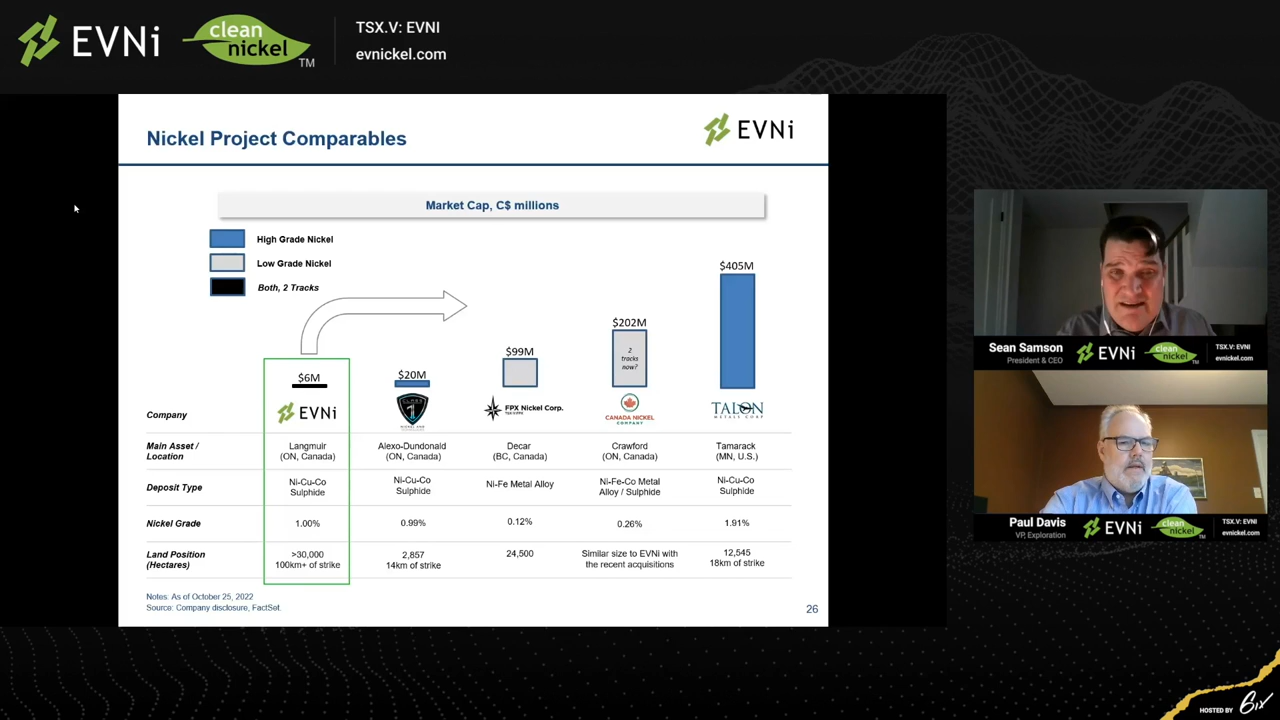 EVNi
clean
nickel
TM
TSX.V: EVNI
evnickel.com
Nickel Project Comparables
EVNi
Market Cap, C$ millions
High Grade Nickel
Low Grade Nickel
Both, 2 Tracks
$6M
$20M
$99M
$202M
$405M
2
tracks
now?
Company
EVNi
1
FPX Nickel Corp.
CANADA NICKEL
COMPANY
TALON
METALS CORP
Main Asset /
Location
Langmuir
(ON, Canada)
Alexo-Dundonald
(ON, Canada)
Decar
(BC, Canada)
Crawford
(ON, Canada)
Tamarack
(MN, U.S.)
Deposit Type
Ni-Cu-Co
Sulphide
Ni-Cu-Co
Sulphide
Ni-Fe Metal Alloy
Ni-Fe-Co Metal
Alloy / Sulphide
Ni-Cu-Co
Sulphide
Nickel Grade
1.00%
0.99%
0.12%
0.26%
1.91%
Land Position
(Hectares)
>30,000
100km+ of strike
2,857
14km of strike
24,500
Similar size to EVNi with
the recent acquisitions
12,545
18km of strike
Notes: As of October 25, 2022
Source: Company disclosure, FactSet.
26
Sean Samson
President & CEO
EVNi
clean
nickel
TSX.V: EVNI
evnickel.com
Paul Davis
VP, Exploration
EVNi
clean
nickel
TSX.V: EVNI
evnickel.com
HOSTED BY 6ix